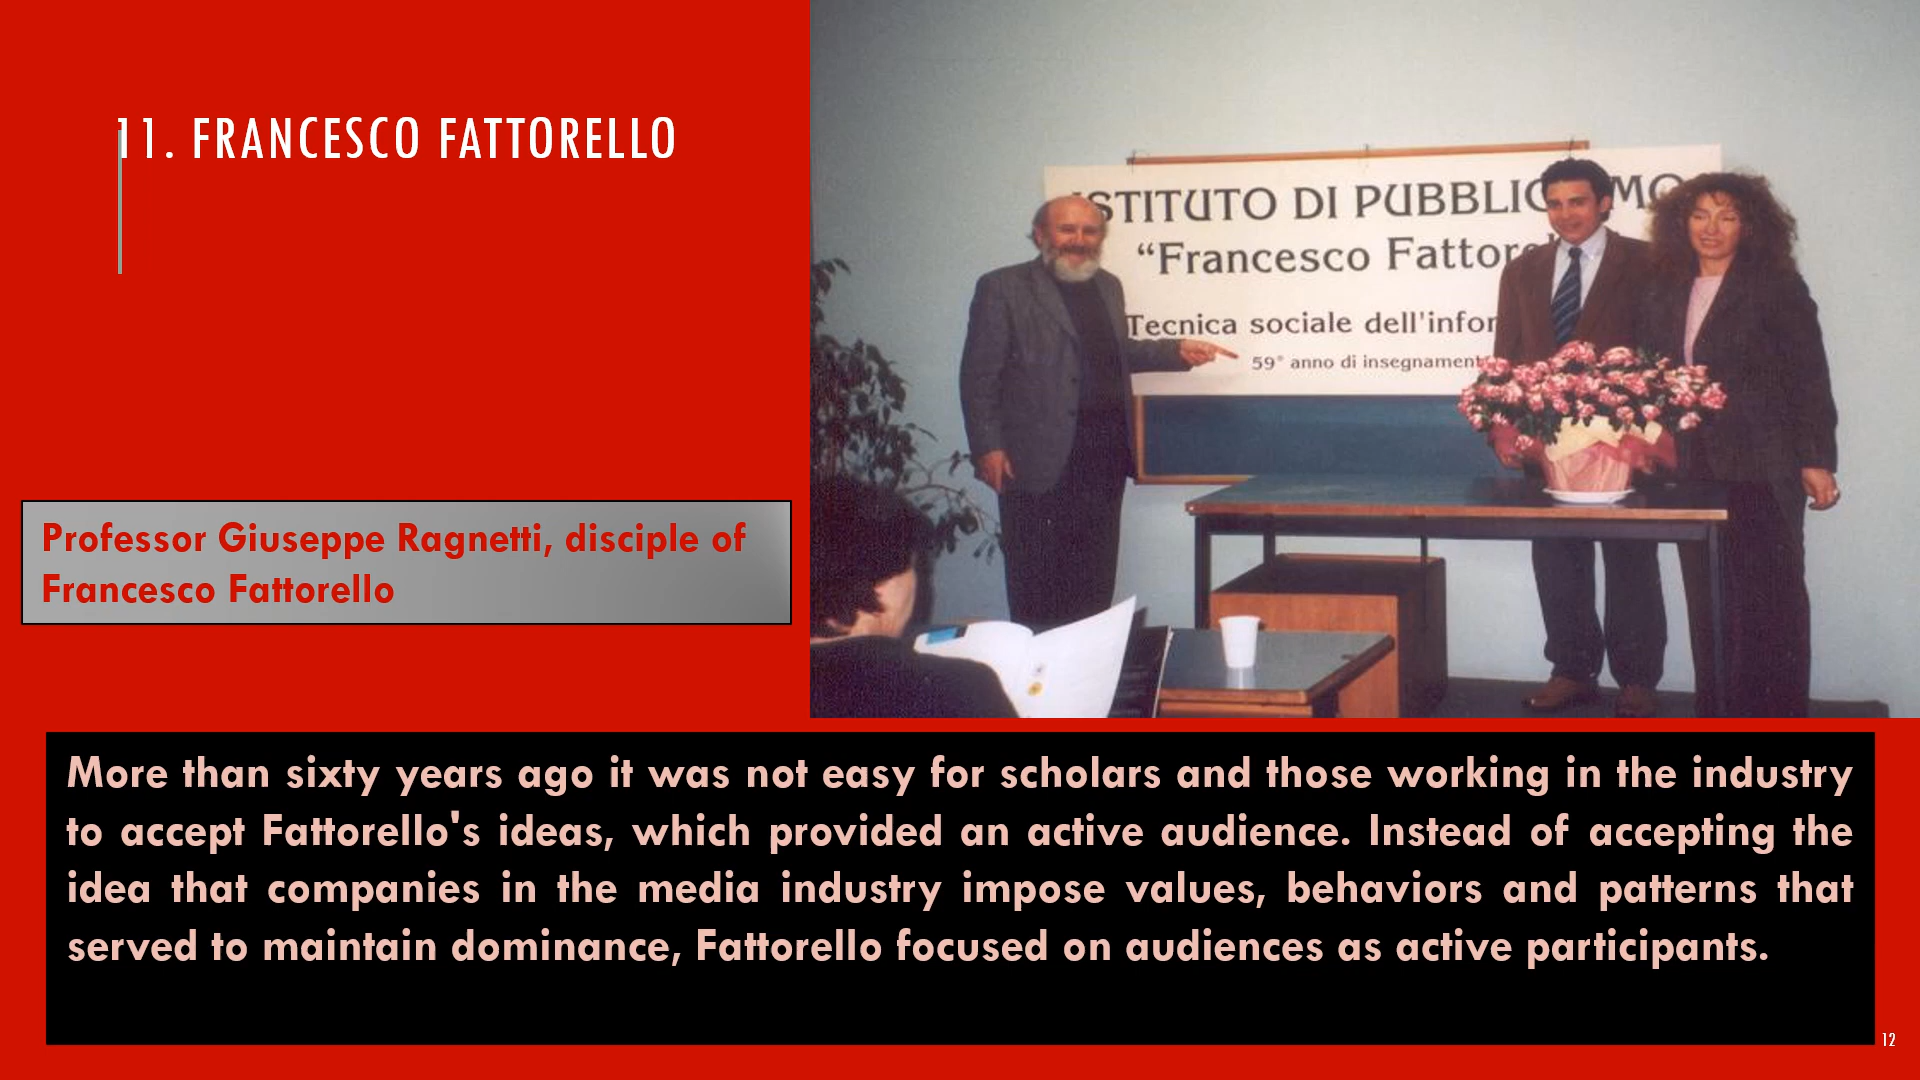 11. FRANCESCO FATTORELLO
ISTITUTO DI PUBBLIC MO
“Francesco Fattore
Tecnica sociale dell'infor
59° anno di insegnament
Professor Giuseppe Ragnetti, disciple of
Francesco Fattorello
More than sixty years ago it was not easy for scholars and those working in the industry
to accept Fattorello's ideas, which provided an active audience. Instead of accepting the
idea that companies in the media industry impose values, behaviors and patterns that
served to maintain dominance, Fattorello focused on audiences as active participants.
12